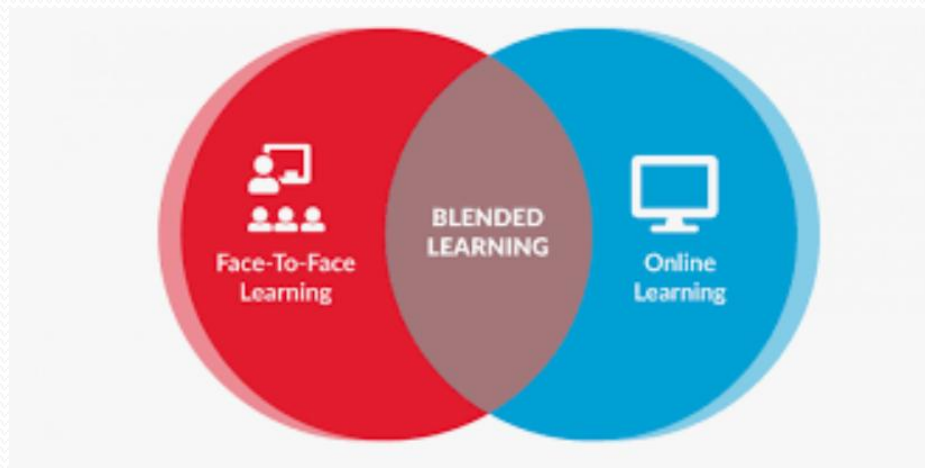 Face-To-Face
Learning
BLENDED
LEARNING
Online
Learning